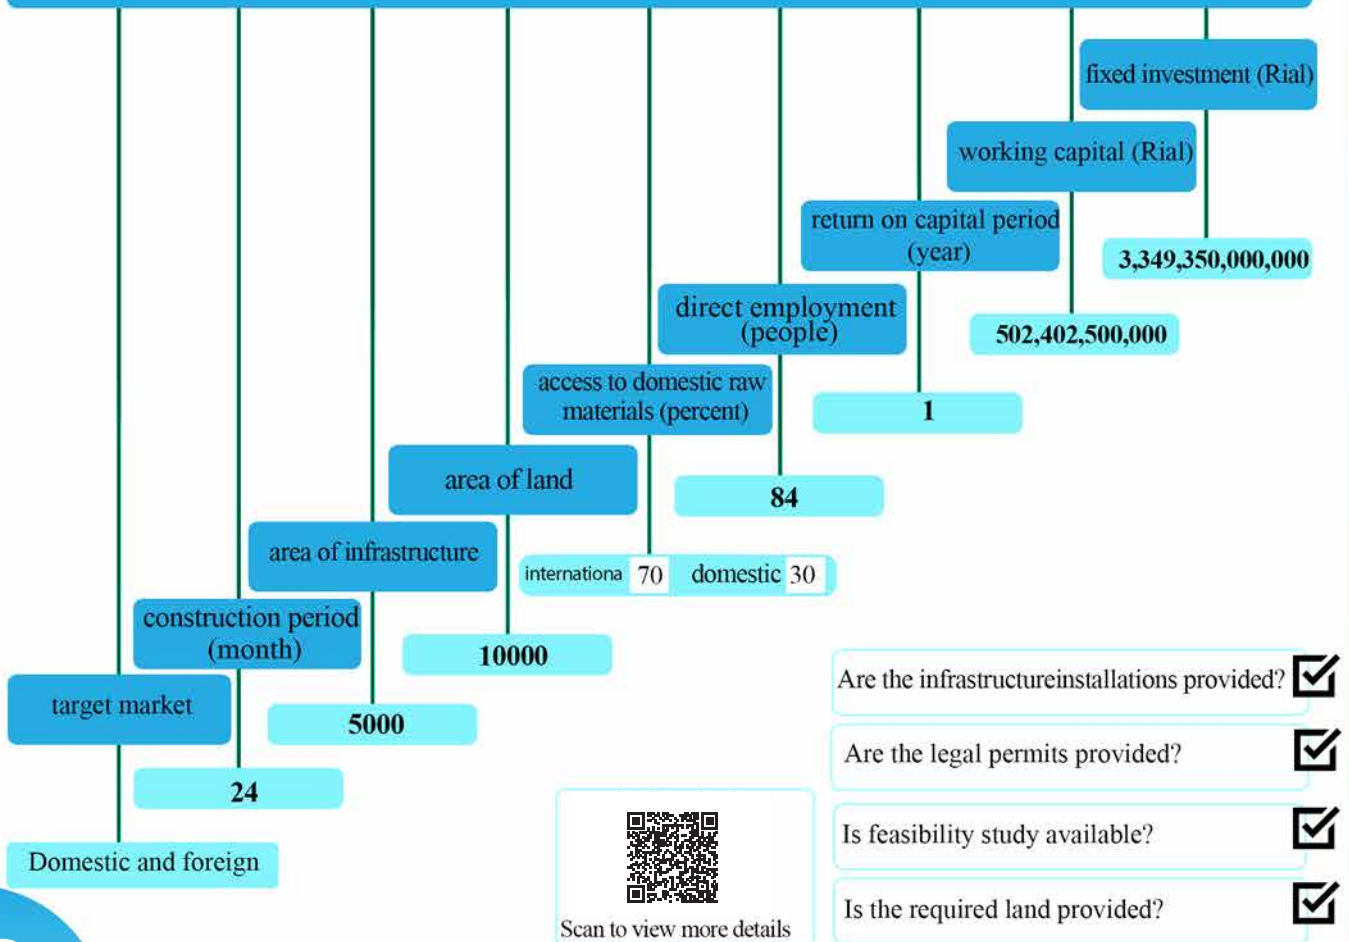 fixed investment (Rial)
3,349,350,000,000
working capital (Rial)
502,402,500,000
return on capital period
(year)
1
direct employment
(people)
84
access to domestic raw
materials (percent)
internationa 70 domestic 30
area of land
10000
area of infrastructure
5000
construction period
(month)
24
target market
Domestic and foreign
Are the infrastructureinstallations provided?
Are the legal permits provided?
Is feasibility study available?
Is the required land provided?
Scan to view more details